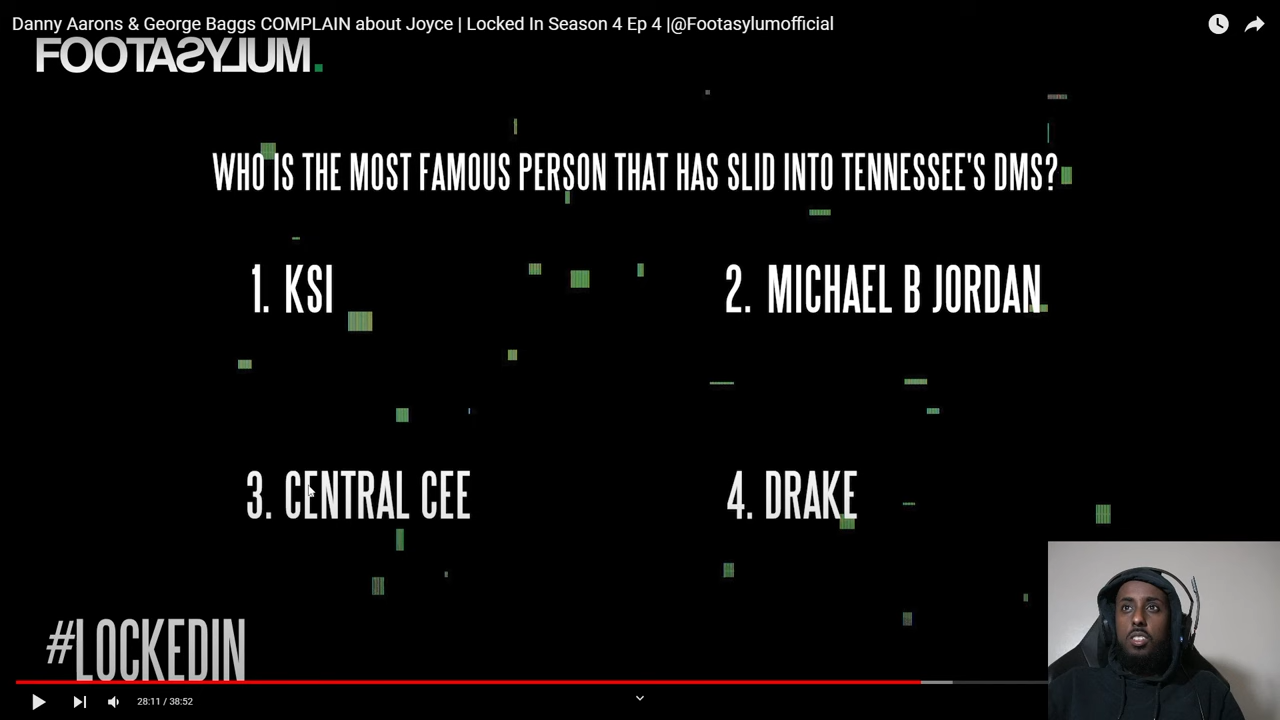 Danny Aarons & George Baggs COMPLAIN about Joyce | Locked In Season 4 Ep 4 |@Footasylumofficial
FOOTASYLUM.
WHO IS THE MOST FAMOUS PERSON THAT HAS SLID INTO TENNESSEE'S DMS?
1. KSI
2. MICHAEL B JORDAN
3. CENTRAL CEE
4. DRAKE
#LOCKEDIN
28:11 / 38:52